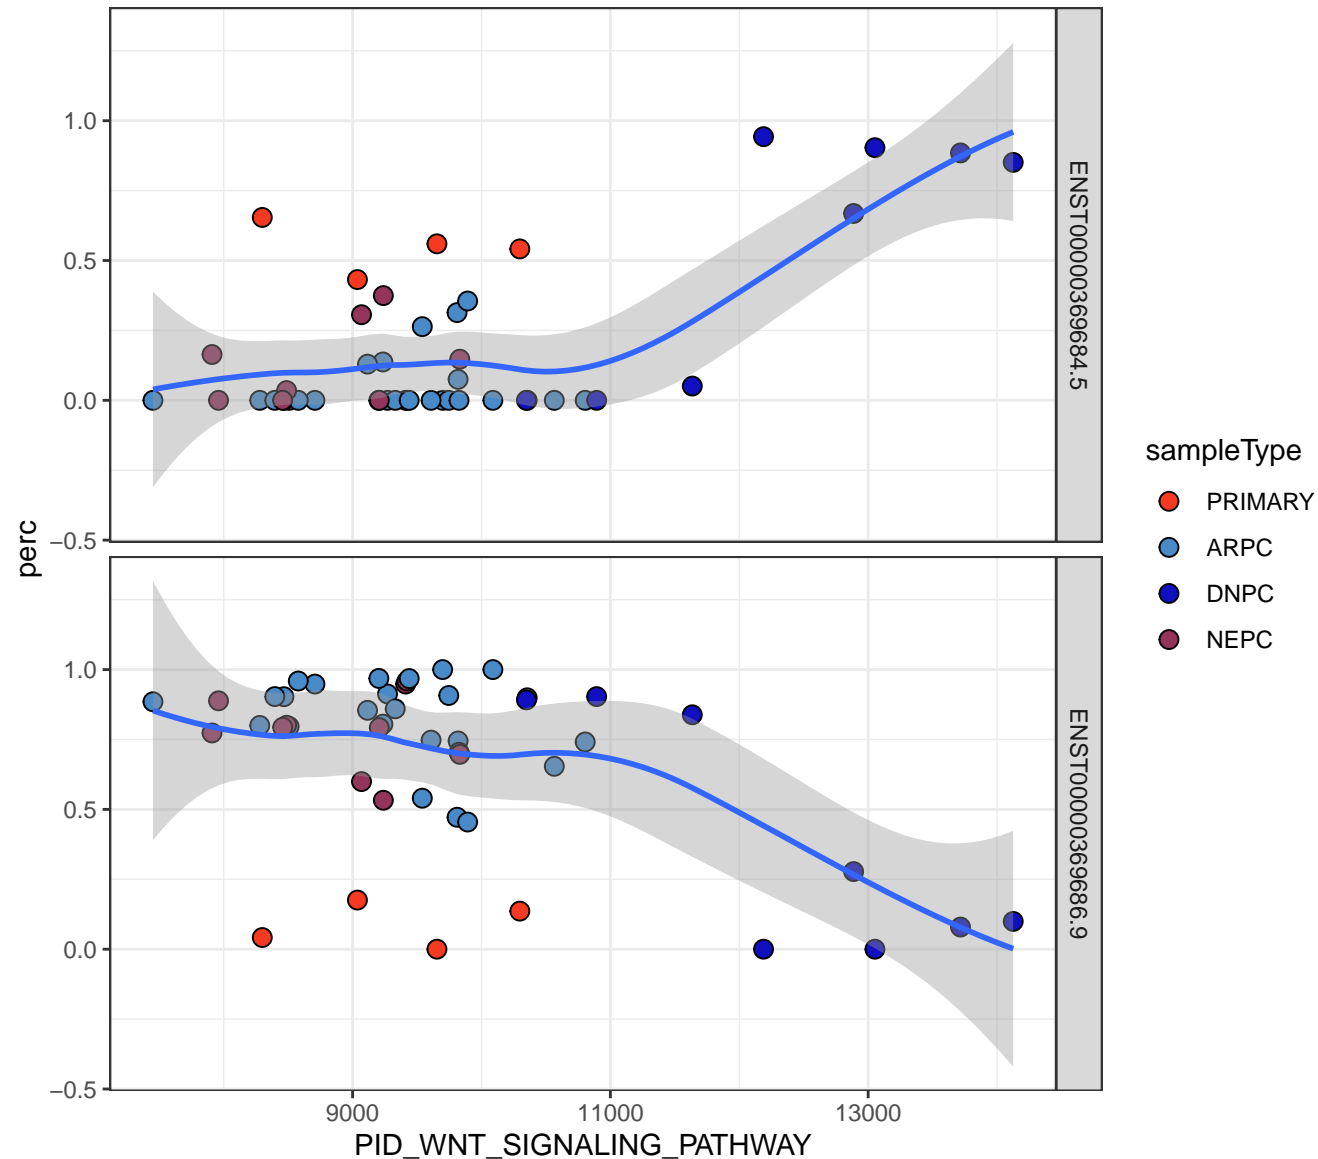 1.0
0.5
0.0
−0.5
ENST00000369684.5
perc
1.0
0.5
0.0
−0.5
ENST00000369686.9
9000
11000
13000
PID_WNT_SIGNALING_PATHWAY
sampleType
PRIMARY
ARPC
DNPC
NEPC